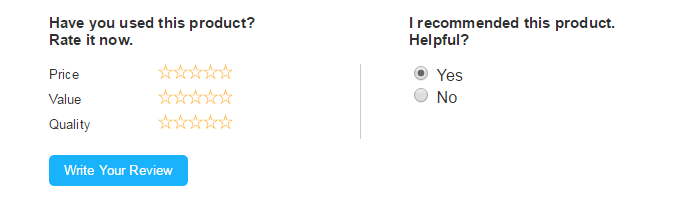 Have you used this product?
Rate it now.
Price
Value
Quality
Write Your Review
I recommended this product.
Helpful?
Yes
No